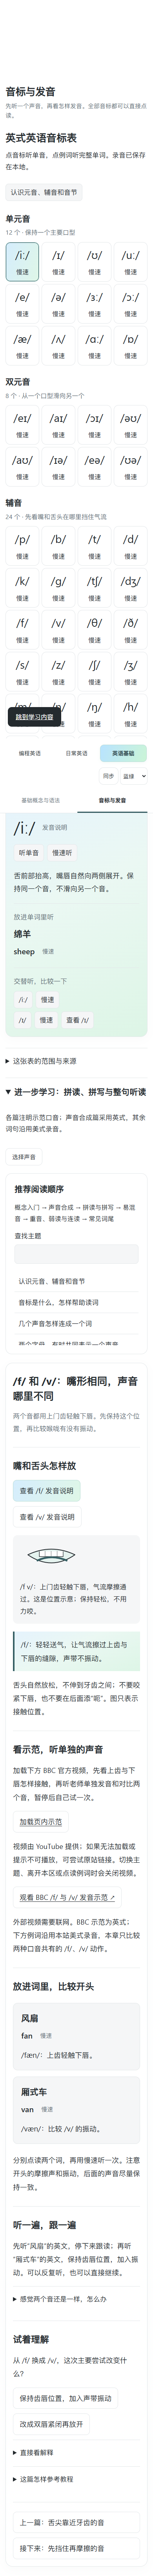 音标与发音
先听一个声音，再看怎样发音。全部音标都可以直接点
读。
英式英语音标表
点音标听单音，点例词听完整单词。录音已保存
在本地。
认识元音、辅音和音节
单元音
12 个 · 保持一个主要口型
/iː/ /ɪ/ /ʊ/ /uː/
慢速 慢速 慢速 慢速
/e/ /ə/ /ɜː/ /ɔː/
慢速 慢速 慢速 慢速
/æ/ /ʌ/ /ɑː/ /ɒ/
慢速 慢速 慢速 慢速
双元音
8 个 · 从一个口型滑向另一个
/eɪ/ /aɪ/ /ɔɪ/ /əʊ/
慢速 慢速 慢速 慢速
/aʊ/ /ɪə/ /eə/ /ʊə/
慢速 慢速 慢速 慢速
辅音
24 个 · 先看嘴和舌头在哪里挡住气流
/p/ /b/ /t/ /d/
慢速 慢速 慢速 慢速
/k/ /ɡ/ /tʃ/ /dʒ/
慢速 慢速 慢速 慢速
/f/ /v/ /θ/ /ð/
慢速 慢速 慢速 慢速
/s/ /z/ /ʃ/ /ʒ/
慢速 慢速 慢速 慢速
/ŋ/ /h/
跳到学习内容
慢速 慢速
编程英语 日常英语 英语基础
同步 蓝绿
基础概念与语法 音标与发音
/iː/ 发音说明
听单音 慢速听
舌前部抬高，嘴唇自然向两侧展开。保
持同一个音，不滑向另一个。
放进单词里听
绵羊
sheep 慢速
交替听，比较一下
/iː/ 慢速
/ɪ/ 慢速 查看 /ɪ/
这张表的范围与来源
进一步学习：拼读、拼写与整句听读
各篇注明示范口音；声音合成篇采用英式，其余
词句沿用美式录音。
选择声音
推荐阅读顺序
概念入门 → 声音合成 → 拼读与拼写 → 易混
音 → 重音、弱读与连读 → 常见词尾
查找主题
认识元音、辅音和音节
音标是什么，怎样帮助读词
几个声音怎样连成一个词
两个字母，有时共同表示一个声音
/f/ 和 /v/：嘴形相同，声音
哪里不同
两个音都用上门齿轻触下唇。先保持这个位
置，再比较喉咙有没有振动。
嘴和舌头怎样放
查看 /f/ 发音说明
查看 /v/ 发音说明
/f v/：上门齿轻触下唇，气流摩擦通
过。这是位置示意：保持轻松，不用
力咬。
/f/：轻轻送气，让气流擦过上齿与
下唇的缝隙，声带不振动。
舌头自然放松，不伸到牙齿之间；不要咬
紧下唇，也不要在后面添“呃”。图只表示
接触位置。
看示范，听单独的声音
加载下方 BBC 官方视频，先看上齿与下
唇怎样接触，再听老师单独发音和对比两
个音，暂停后自己试一次。
加载页内示范
视频由 YouTube 提供；如果无法加载或
提示不可播放，可尝试原站链接。切换主
题、离开本区或点读例词时会关闭视频。
观看 BBC /f/ 与 /v/ 发音示范 ↗
外部视频需要联网。BBC 示范为英式；
下方例词沿用本站美式录音。本章只比较
两种口音共有的 /f/、/v/ 动作。
放进词里，比较开头
风扇
fan 慢速
/fæn/：上齿轻触下唇。
厢式车
van 慢速
/væn/：比较 /v/ 的振动。
分别点读两个词，再用慢速听一次。注意
开头的摩擦声和振动，后面的声音尽量保
持一致。
听一遍，跟一遍
先听“风扇”的英文，停下来跟读；再听
“厢式车”的英文，保持齿唇位置，加入振
动。可以反复听，也可以直接继续。
感觉两个音还是一样，怎么办
试着理解
从 /f/ 换成 /v/，这次主要尝试改变什
么？
保持齿唇位置，加入声带振动
改成双唇紧闭再放开
直接看解释
这篇怎样参考教程
上一篇：舌尖靠近牙齿的音
接下来：先挡住再摩擦的音